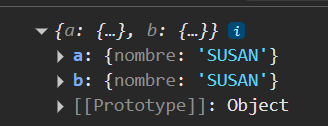 ▼ {a: {…}, b: {…}} i
▶ a: {nombre: 'SUSAN'}
▶ b: {nombre: 'SUSAN'}
▶ [[Prototype]]: Object